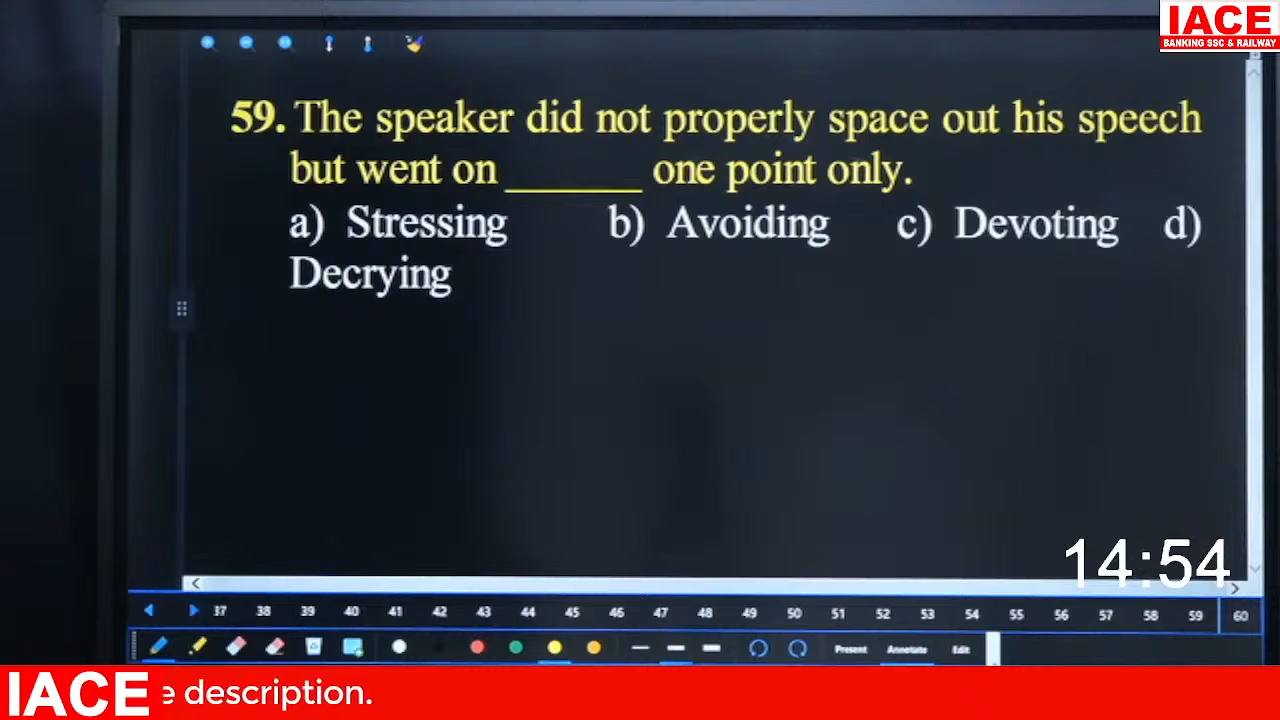 IACE
BANKING SSC & RAILWAY
59. The speaker did not properly space out his speech
but went on ______ one point only.
a) Stressing b) Avoiding c) Devoting d)
Decrying
14:54
37 38 39 40 41 42 43 44 45 46 47 48 49 50 51 52 53 54 55 56 57 58 59 60
Present Annotate Edit
IACE e description.